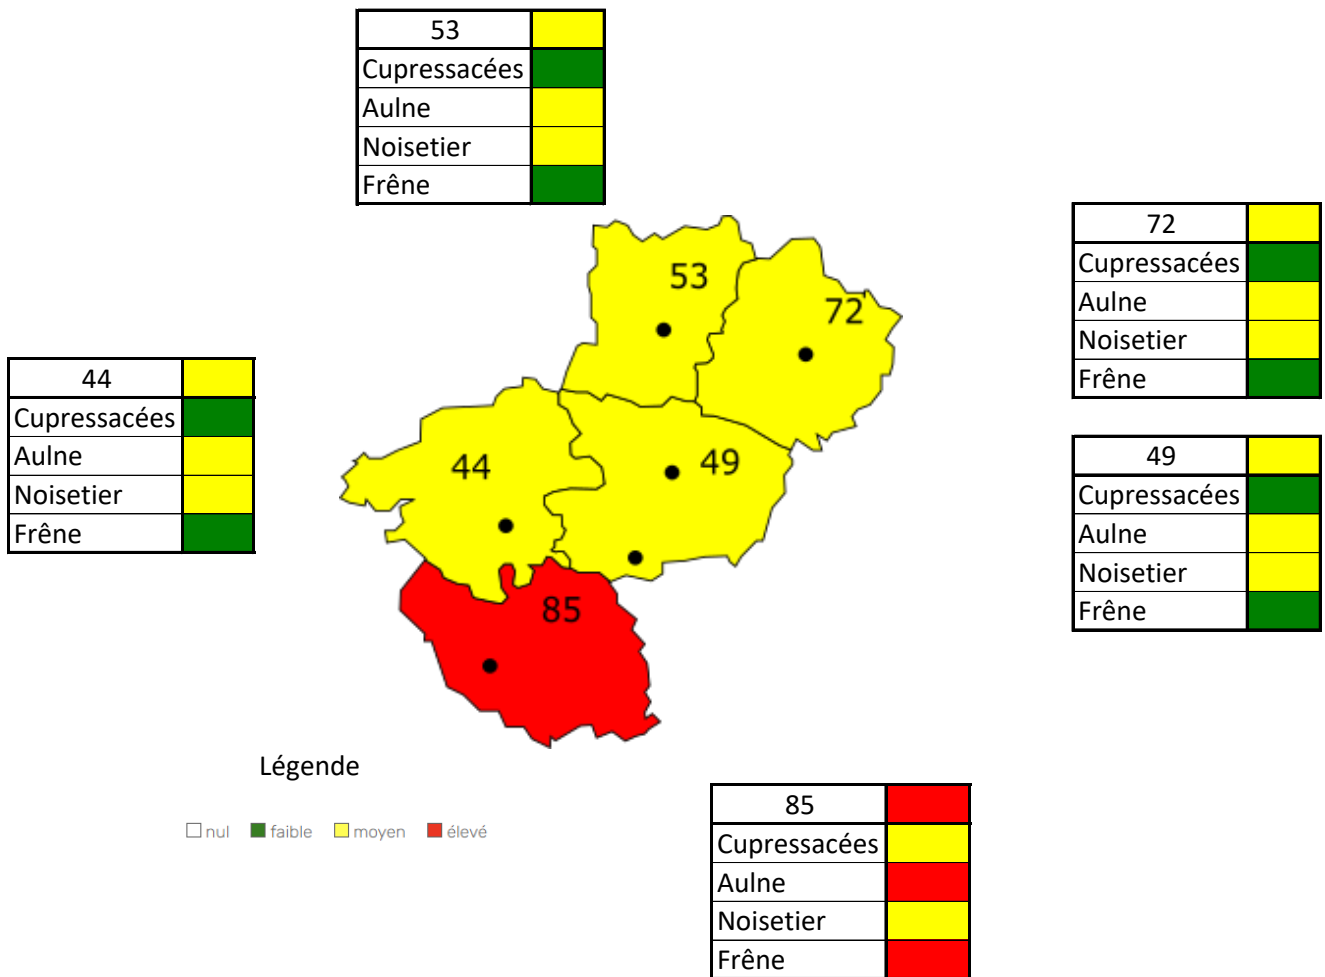 53
Cupressacées
Aulne
Noisetier
Frêne
72
Cupressacées
Aulne
Noisetier
Frêne
53
72
44
Cupressacées
Aulne
Noisetier
Frêne
44
49
49
Cupressacées
Aulne
Noisetier
Frêne
85
Légende
nul faible moyen élevé
85
Cupressacées
Aulne
Noisetier
Frêne